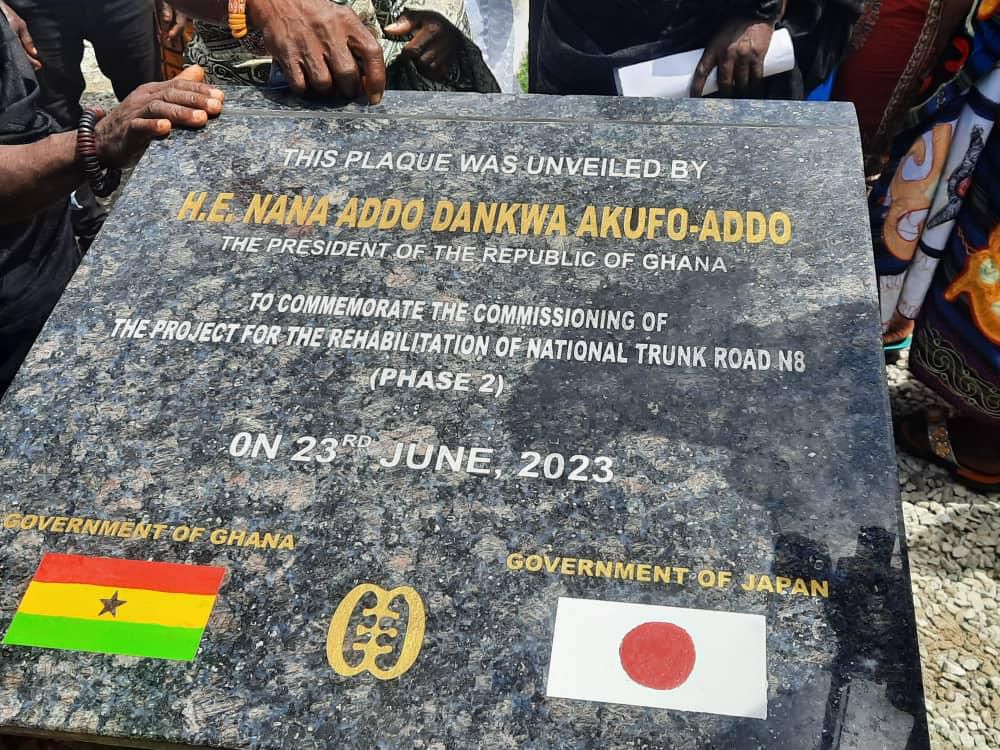 THIS PLAQUE WAS UNVEILED BY
H.E. NANA ADDO DANKWA AKUFO-ADDO
THE PRESIDENT OF THE REPUBLIC OF GHANA
TO COMMEMORATE THE COMMISSIONING OF
THE PROJECT FOR THE REHABILITATION OF NATIONAL TRUNK ROAD N8
(PHASE 2)
0N 23RD JUNE, 2023
GOVERNMENT OF GHANA
GOVERNMENT OF JAPAN